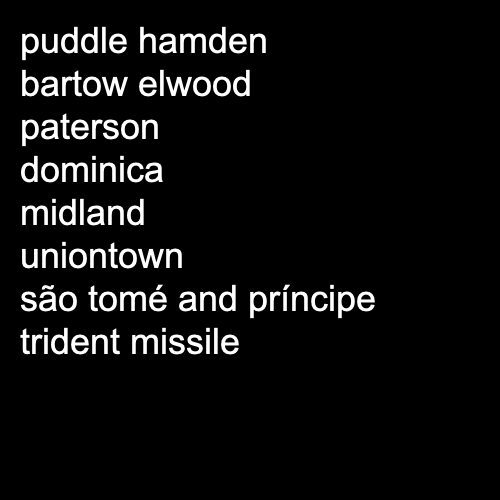 puddle hamden
bartow elwood
paterson
dominica
midland
uniontown
são tomé and príncipe
trident missile